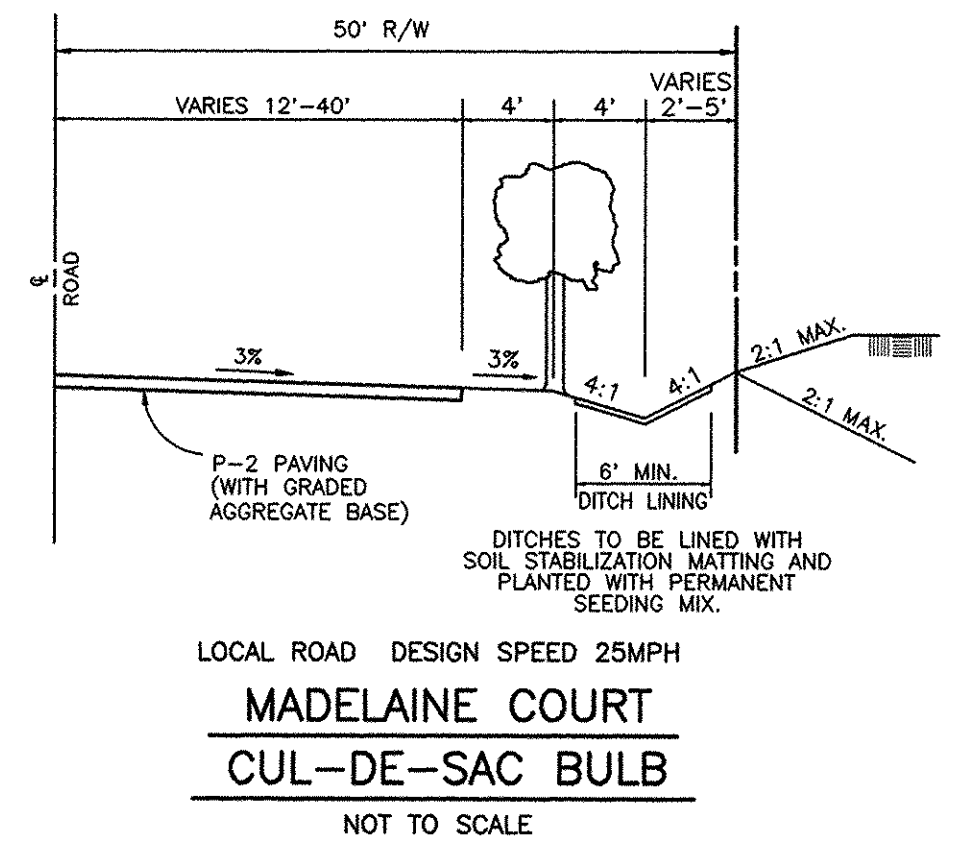 50' R/W
VARIES 12'-40'
4'
4'
VARIES
2'-5'
℄
ROAD
3%
3%
4:1
4:1
2:1 MAX.
2:1 MAX.
P-2 PAVING
(WITH GRADED
AGGREGATE BASE)
6' MIN.
DITCH LINING
DITCHES TO BE LINED WITH
SOIL STABILIZATION MATTING AND
PLANTED WITH PERMANENT
SEEDING MIX.
LOCAL ROAD DESIGN SPEED 25MPH
MADELAINE COURT
CUL-DE-SAC BULB
NOT TO SCALE